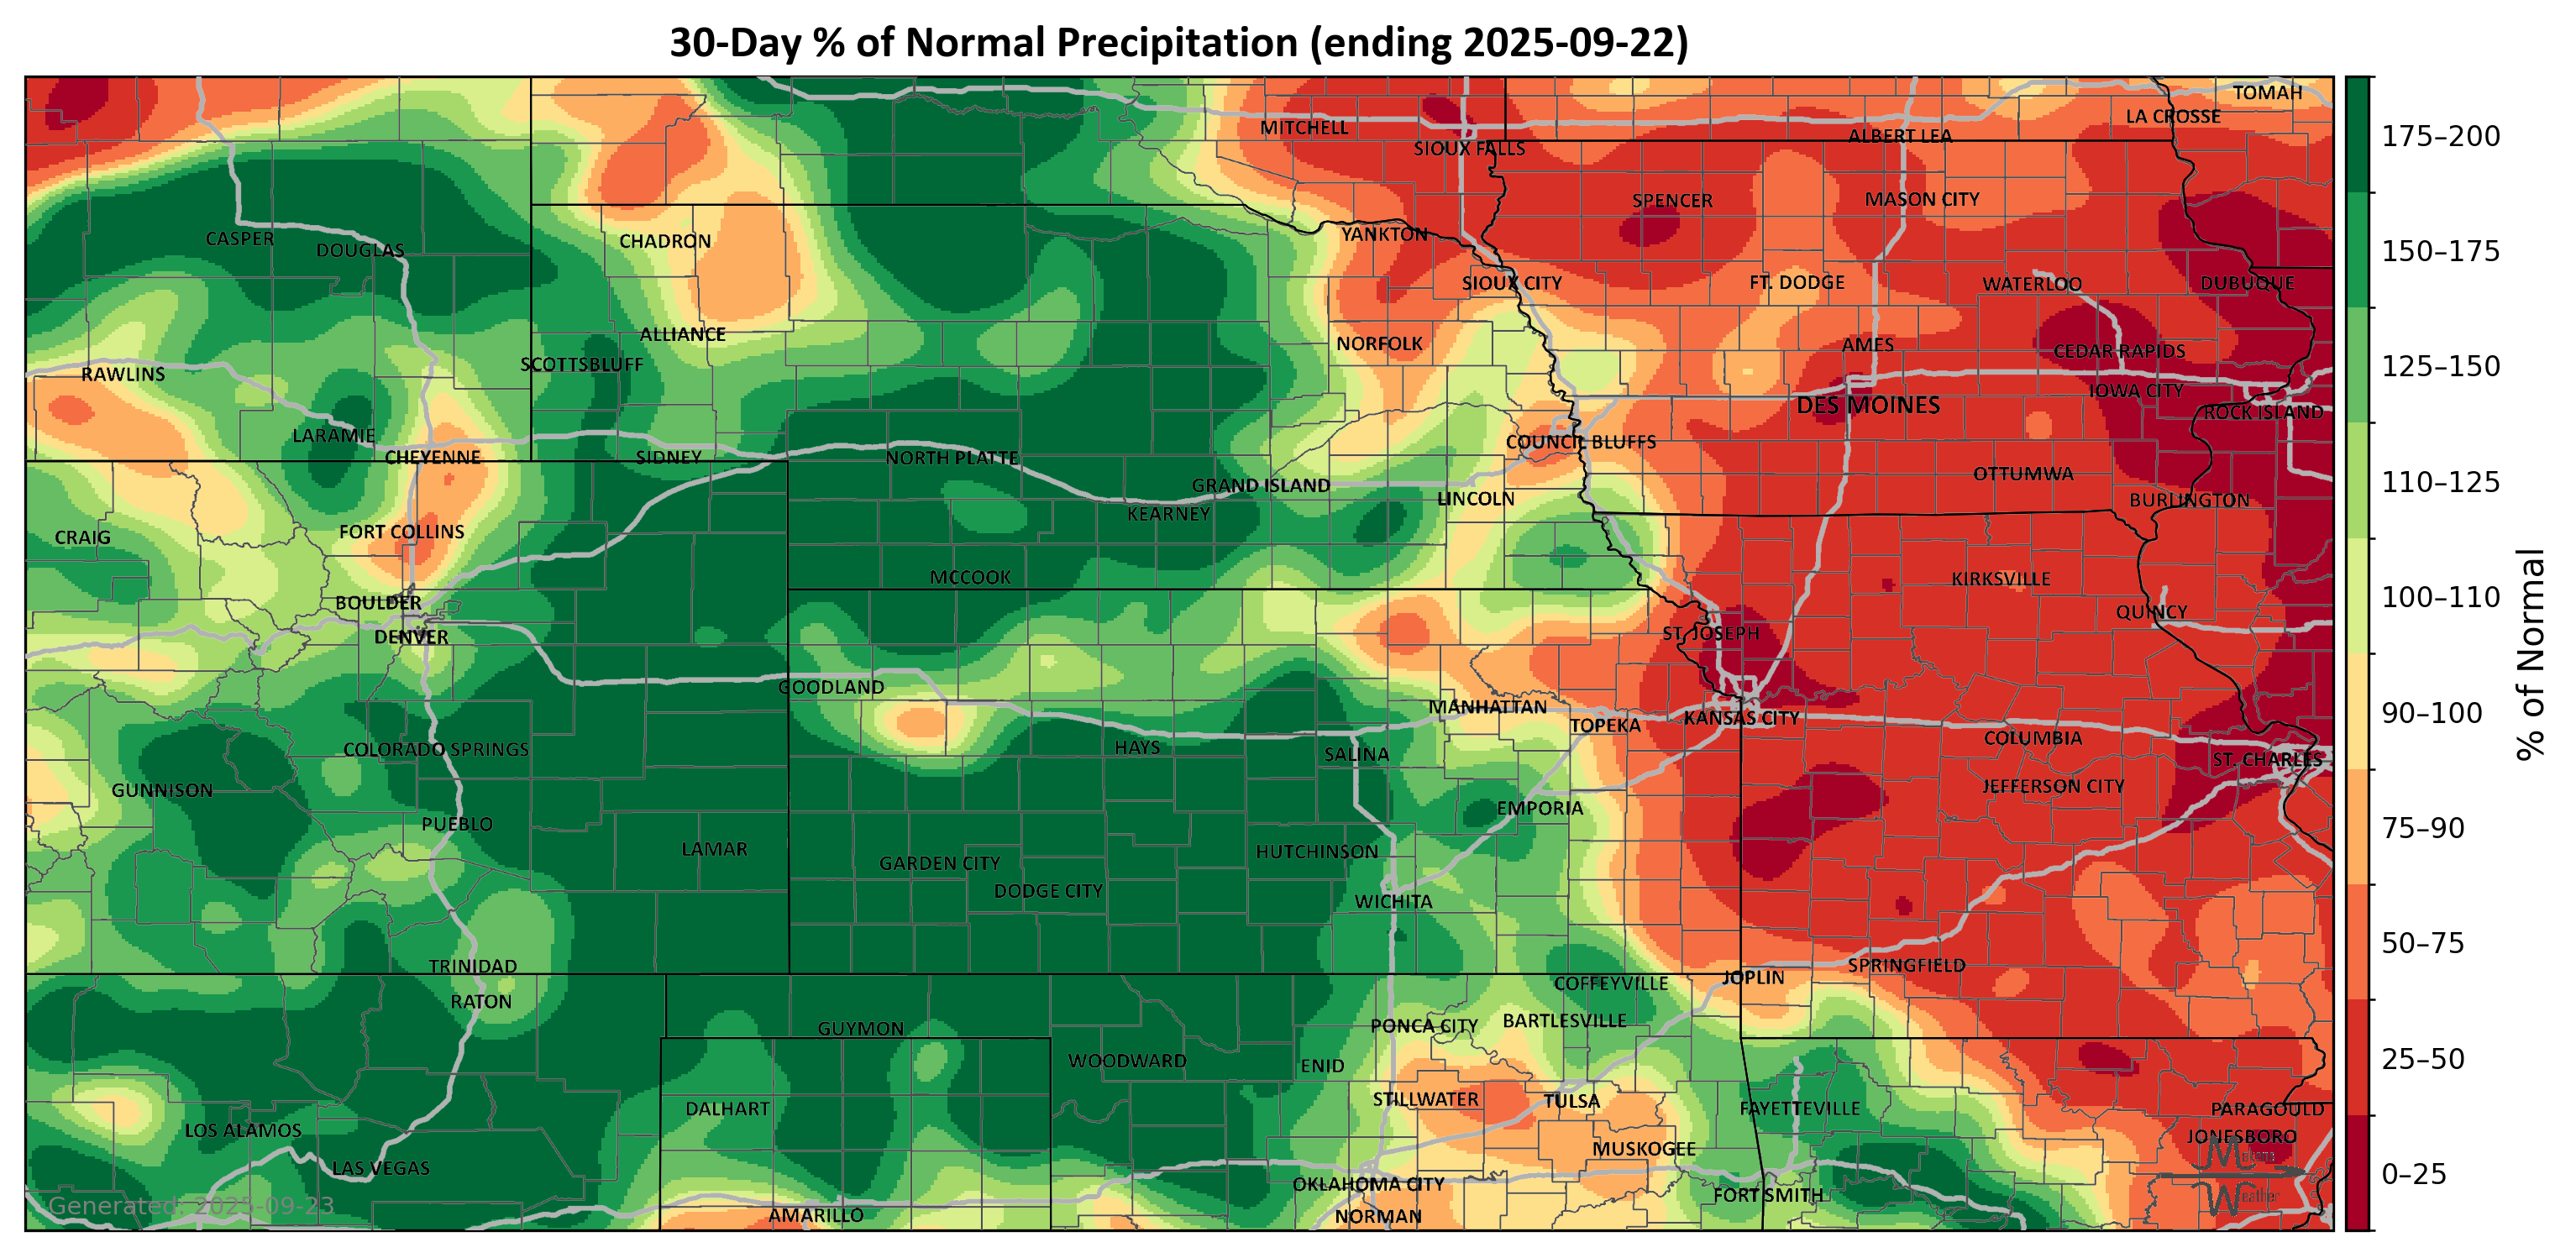 30-Day % of Normal Precipitation (ending 2025-09-22)
TOMAH
LA CROSSE
MITCHELL
ALBERT LEA
SIOUX FALLS
SPENCER
MASON CITY
CASPER
DOUGLAS
CHADRON
YANKTON
SIOUX CITY
FT. DODGE
WATERLOO
DUBUQUE
ALLIANCE
NORFOLK
AMES
CEDAR RAPIDS
SCOTTSBLUFF
RAWLINS
IOWA CITY
DES MOINES
ROCK ISLAND
LARAMIE
COUNCIL BLUFFS
CHEYENNE
SIDNEY
NORTH PLATTE
OTTUMWA
GRAND ISLAND
LINCOLN
BURLINGTON
KEARNEY
FORT COLLINS
CRAIG
MCCOOK
KIRKSVILLE
BOULDER
QUINCY
DENVER
ST. JOSEPH
GOODLAND
MANHATTAN
KANSAS CITY
TOPEKA
COLUMBIA
COLORADO SPRINGS
HAYS
SALINA
ST. CHARLES
GUNNISON
JEFFERSON CITY
EMPORIA
PUEBLO
LAMAR
HUTCHINSON
GARDEN CITY
DODGE CITY
WICHITA
TRINIDAD
SPRINGFIELD
JOPLIN
COFFEYVILLE
RATON
BARTLESVILLE
PONCA CITY
GUYMON
WOODWARD
ENID
STILLWATER
TULSA
DALHART
FAYETTEVILLE
PARAGOULD
LOS ALAMOS
JONESBORO
MUSKOGEE
LAS VEGAS
OKLAHOMA CITY
FORT SMITH
AMARILLO
NORMAN
Generated: 2025-09-23
Makens
Weather
175–200
150–175
125–150
110–125
100–110
90–100
75–90
50–75
25–50
0–25
% of Normal